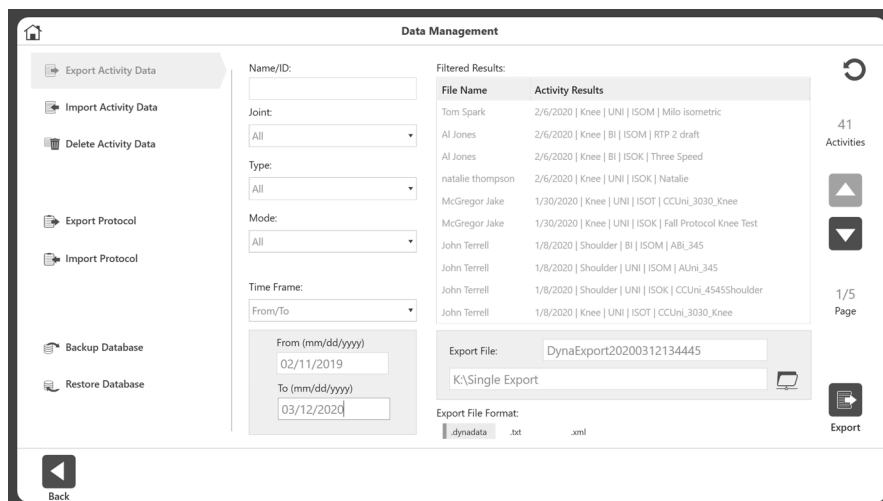 Data Management
Export Activity Data
Import Activity Data
Delete Activity Data
Export Protocol
Import Protocol
Backup Database
Restore Database
Back
Name/ID:
Joint:
All
Type:
All
Mode:
All
Time Frame:
From/To
From (mm/dd/yyyy)
02/11/2019
To (mm/dd/yyyy)
03/12/2020
Filtered Results:
File Name Activity Results
Tom Spark 2/6/2020 | Knee | UNI | ISOM | Milo isometric
Al Jones 2/6/2020 | Knee | BI | ISOM | RTP 2 draft
Al Jones 2/6/2020 | Knee | BI | ISOK | Three Speed
natalie thompson 2/6/2020 | Knee | UNI | ISOK | Natalie
McGregor Jake 1/30/2020 | Knee | UNI | ISOT | CCUni_3030_Knee
McGregor Jake 1/30/2020 | Knee | UNI | ISOK | Fall Protocol Knee Test
John Terrell 1/8/2020 | Shoulder | BI | ISOM | ABi_345
John Terrell 1/8/2020 | Shoulder | UNI | ISOM | AUni_345
John Terrell 1/8/2020 | Shoulder | UNI | ISOK | CCUni_4545Shoulder
John Terrell 1/8/2020 | Knee | UNI | ISOT | CCUni_3030_Knee
Export File: DynaExport20200312134445
K:\Single Export
Export File Format:
.dynadata .txt .xml
41
Activities
1/5
Page
Export